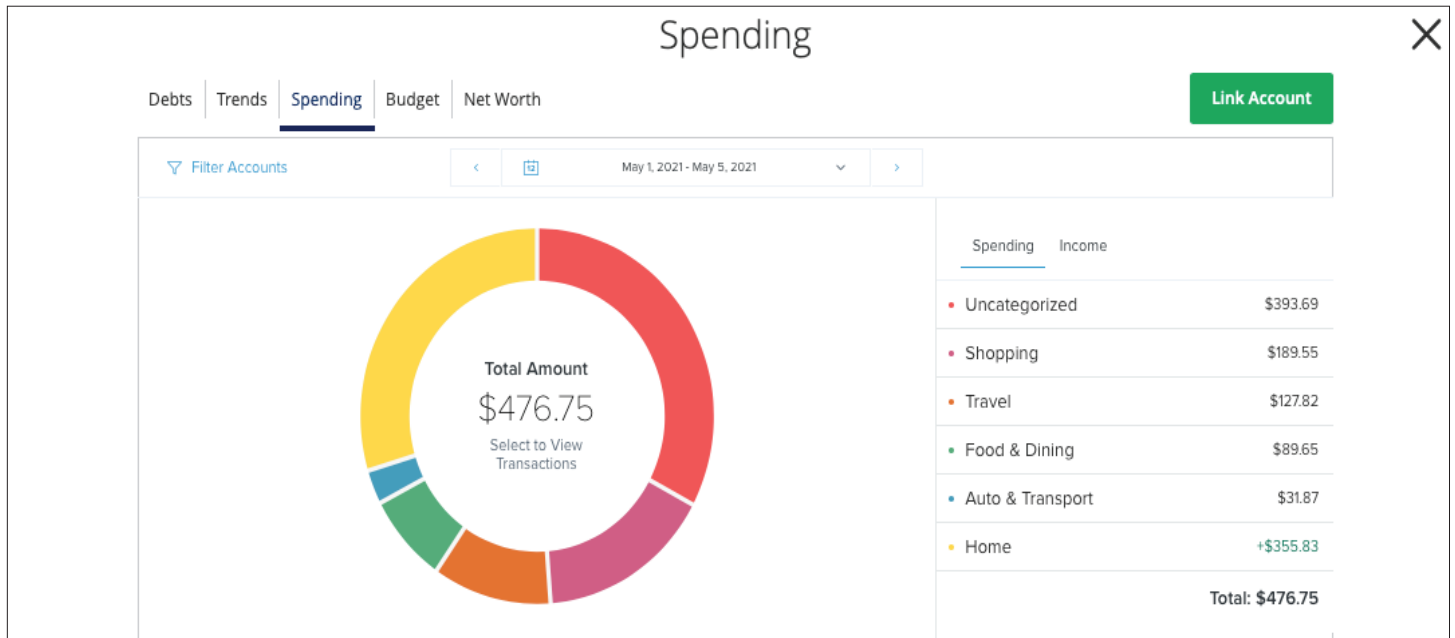 Spending
Debts Trends Spending Budget Net Worth
Link Account
Filter Accounts
12
May 1, 2021 - May 5, 2021
Total Amount
$476.75
Select to View
Transactions
Spending Income
Uncategorized $393.69
Shopping $189.55
Travel $127.82
Food & Dining $89.65
Auto & Transport $31.87
Home +$355.83
Total: $476.75